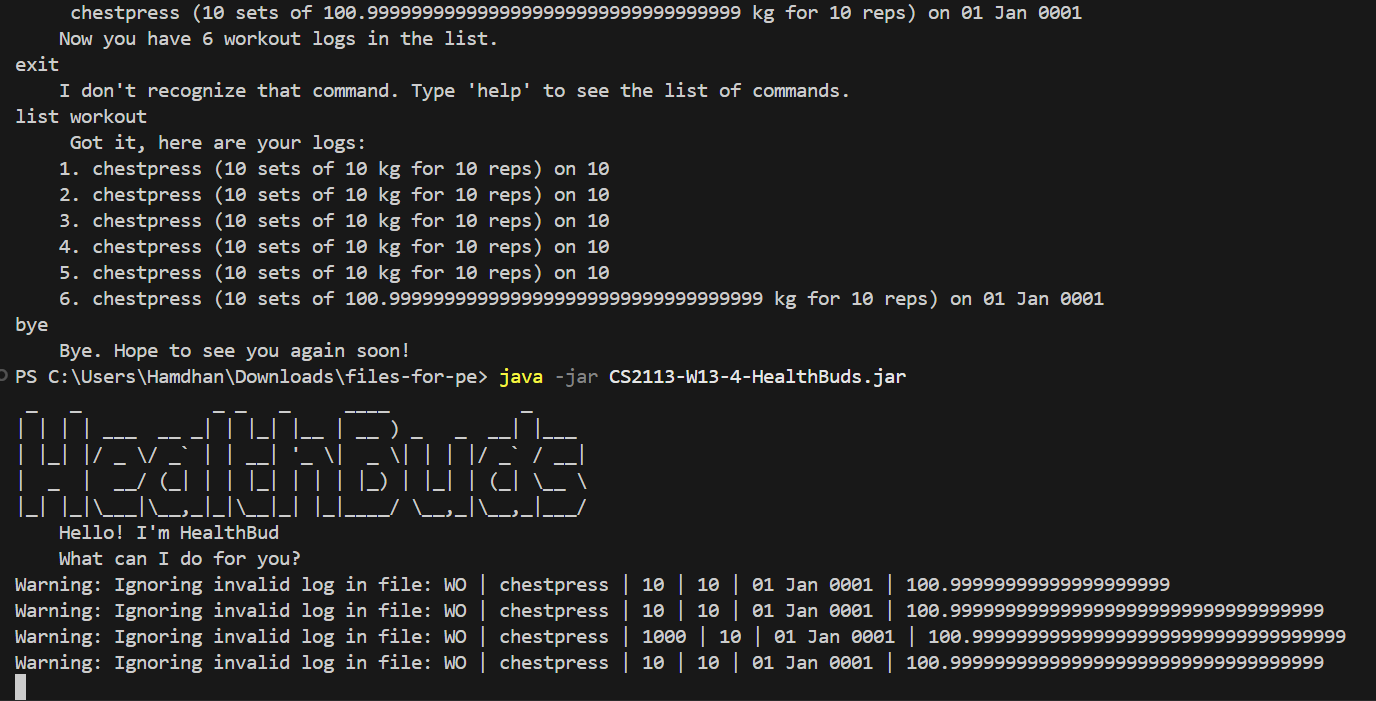 chestpress (10 sets of 100.99999999999999999999999999999999999 kg for 10 reps) on 01 Jan 0001
Now you have 6 workout logs in the list.
exit
I don't recognize that command. Type 'help' to see the list of commands.
list workout
Got it, here are your logs:
1. chestpress (10 sets of 10 kg for 10 reps) on 10
2. chestpress (10 sets of 10 kg for 10 reps) on 10
3. chestpress (10 sets of 10 kg for 10 reps) on 10
4. chestpress (10 sets of 10 kg for 10 reps) on 10
5. chestpress (10 sets of 10 kg for 10 reps) on 10
6. chestpress (10 sets of 100.99999999999999999999999999999999999 kg for 10 reps) on 01 Jan 0001
bye
Bye. Hope to see you again soon!
PS C:\Users\Hamdhan\Downloads\files-for-pe> java -jar CS2113-W13-4-HealthBuds.jar
HealthBuds
Hello! I'm HealthBud
What can I do for you?
Warning: Ignoring invalid log in file: WO | chestpress | 10 | 10 | 01 Jan 0001 | 100.99999999999999999999
Warning: Ignoring invalid log in file: WO | chestpress | 10 | 10 | 01 Jan 0001 | 100.9999999999999999999999999999999999
Warning: Ignoring invalid log in file: WO | chestpress | 1000 | 10 | 01 Jan 0001 | 100.9999999999999999999999999999999999
Warning: Ignoring invalid log in file: WO | chestpress | 10 | 10 | 01 Jan 0001 | 100.9999999999999999999999999999999999